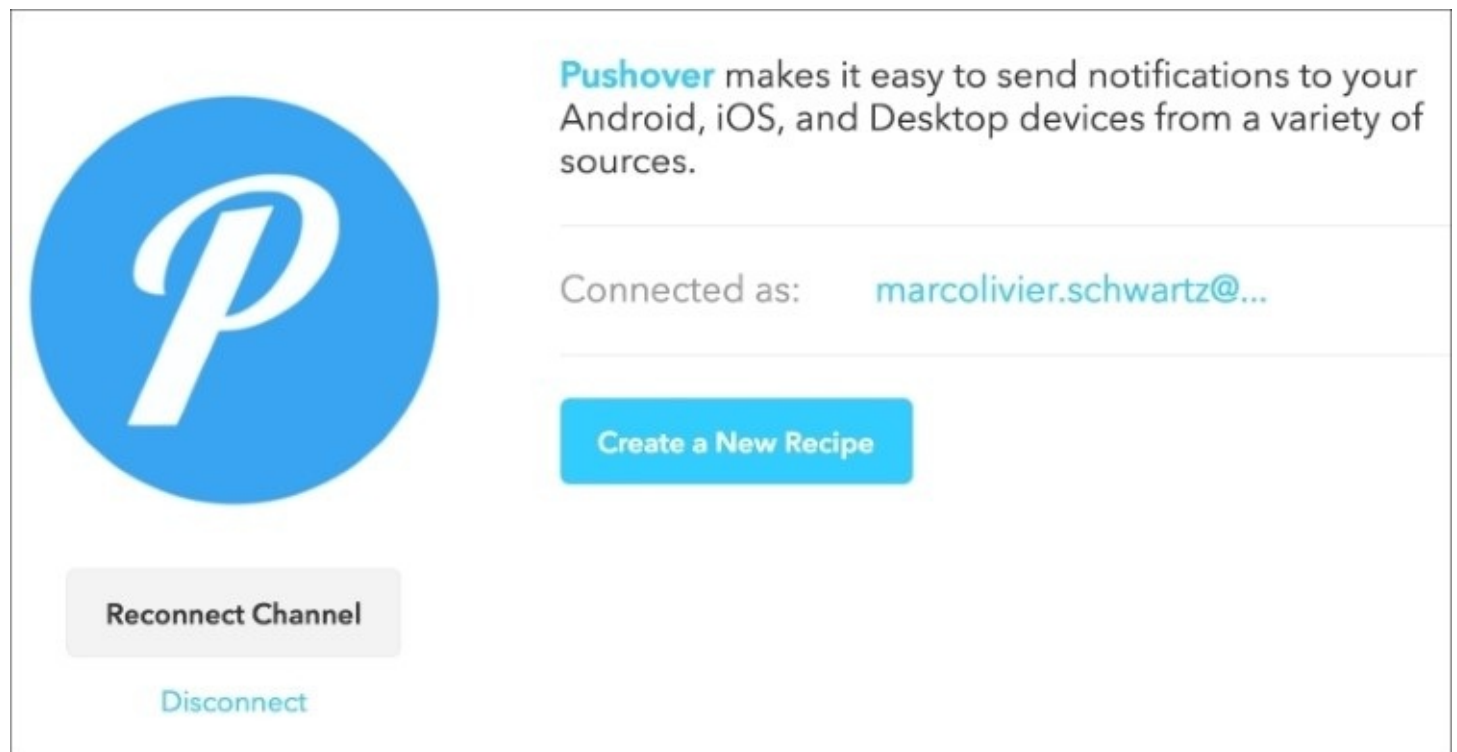 Pushover makes it easy to send notifications to your
Android, iOS, and Desktop devices from a variety of
sources.
Connected as: marcolivier.schwartz@...
Create a New Recipe
P
Reconnect Channel
Disconnect